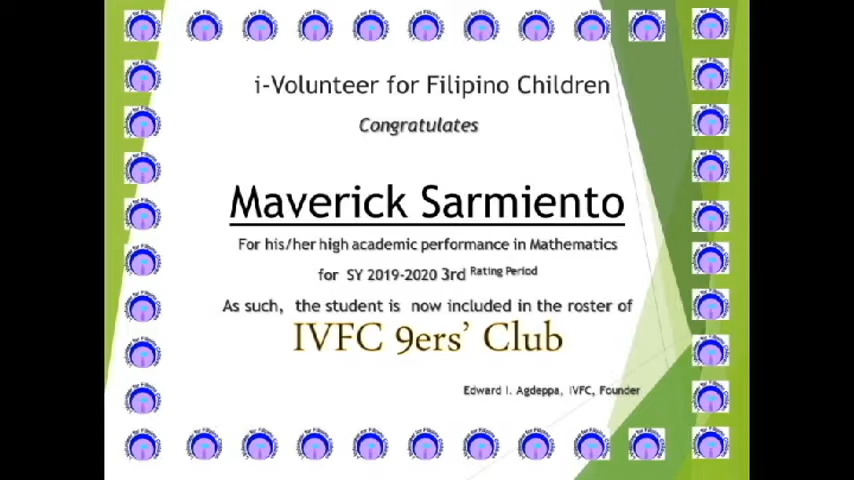 i-Volunteer for Filipino Children
Congratulates
Maverick Sarmiento
For his/her high academic performance in Mathematics
for SY 2019-2020 3rd Rating Period
As such, the student is now included in the roster of
IVFC 9ers' Club
Edward I. Agdeppa, IVFC, Founder